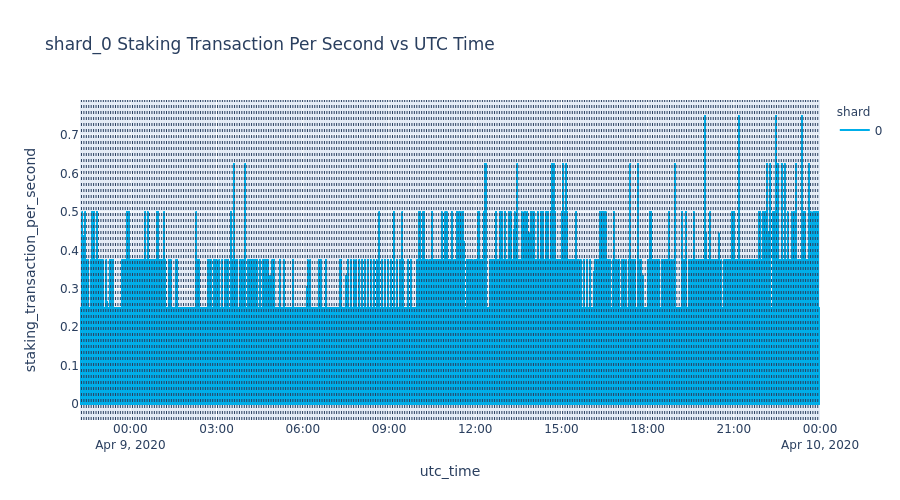 shard_0 Staking Transaction Per Second vs UTC Time
shard
0
staking_transaction_per_second
0.7
0.6
0.5
0.4
0.3
0.2
0.1
0
00:00 03:00 06:00 09:00 12:00 15:00 18:00 21:00 00:00
Apr 9, 2020 Apr 10, 2020
utc_time